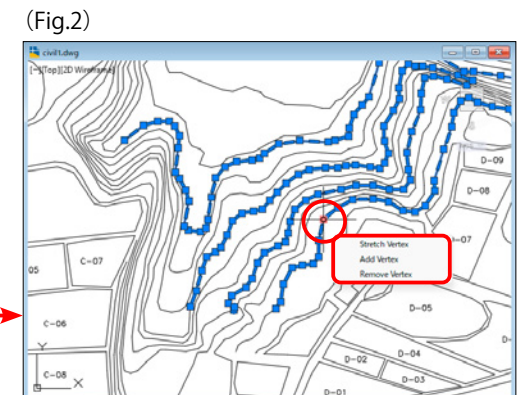 (Fig.2)
civil1.dwg
[-][Top][2D Wireframe]
D-09
D-08
Stretch Vertex
-07
Add Vertex
C-07
Remove Vertex
05
D-05
C-06
D-
Y
D-04
D-02
C-08
X
D-03
D-01